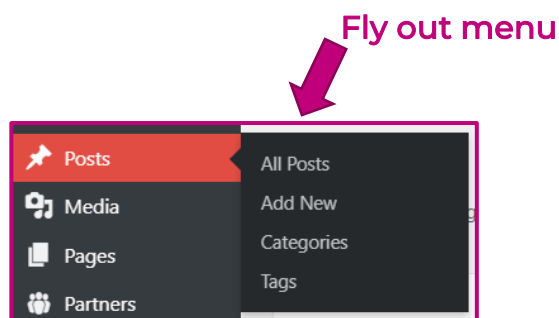 Fly out menu
Posts
All Posts
Add New
Media
Categories
Pages
Tags
Partners